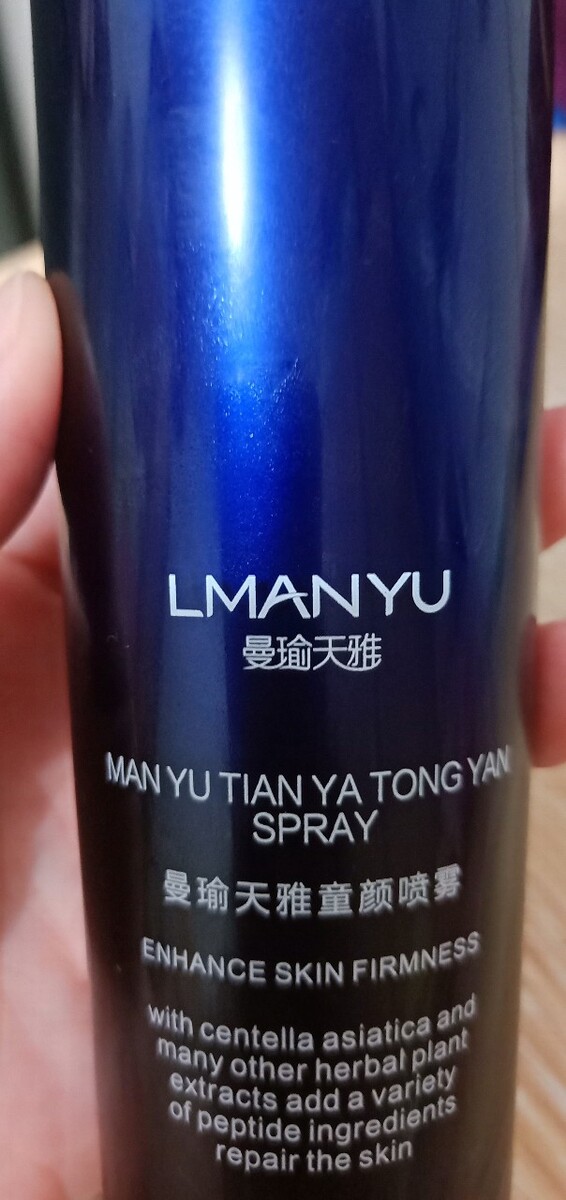 LMANYU
曼瑜天雅
MAN YU TIAN YA TONG YAN
SPRAY
曼瑜天雅童颜喷雾
ENHANCE SKIN FIRMNESS
with centella asiatica and
many other herbal plant
extracts add a variety
of peptide ingredients
repair the skin